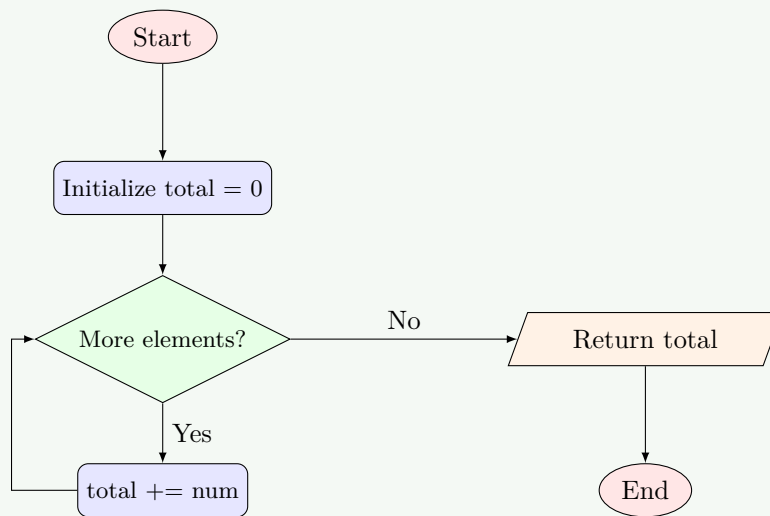 Start
Initialize total = 0
More elements?
No
Return total
Yes
total += num
End